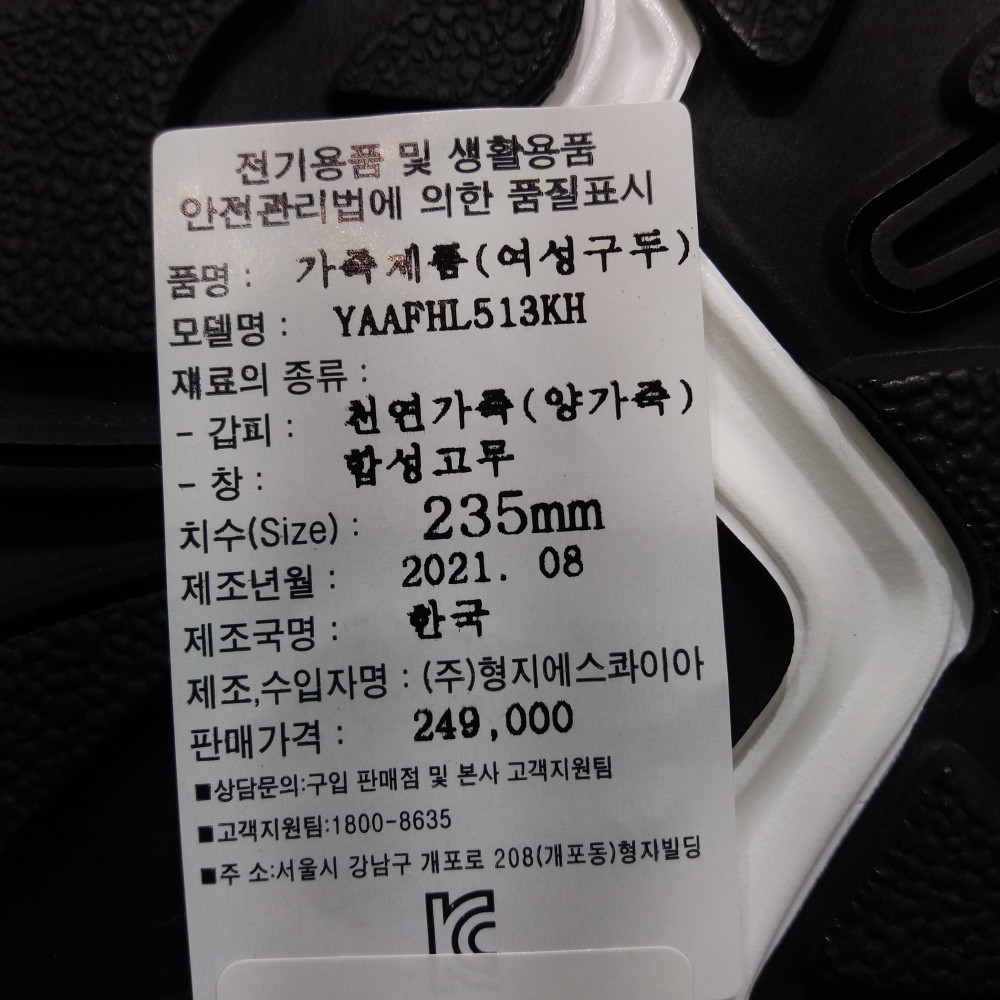 전기용품 및 생활용품
안전관리법에 의한 품질표시
품명 : 가죽제품(여성구두)
모델명 : YAAFHL513KH
재료의 종류 :
- 갑피 : 천연가죽(양가죽)
- 창 : 합성고무
치수(Size) : 235mm
제조년월 : 2021. 08
제조국명 : 한국
제조,수입자명 : (주)형지에스콰이아
판매가격 : 249,000
■상담문의:구입 판매점 및 본사 고객지원팀
■고객지원팀:1800-8635
■주 소:서울시 강남구 개포로 208(개포동)형자빌딩
KC